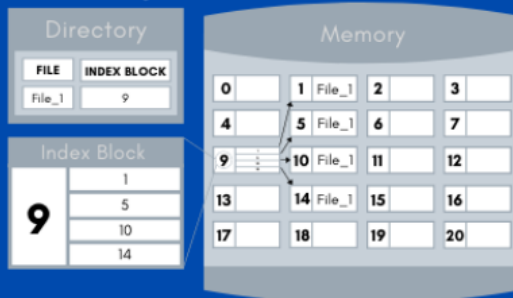 Directory
FILE INDEX BLOCK
File_1 9
Index Block
9
1
5
10
14
Memory
0 1 File_1 2 3
4 5 File_1 6 7
9 10 File_1 11 12
13 14 File_1 15 16
17 18 19 20